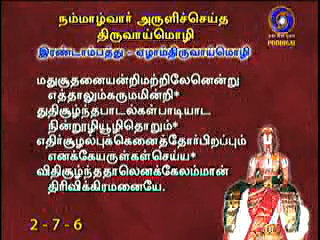 நம்மாழ்வார் அருளிச்செய்த
திருவாய்மொழி
PODHIGAI
இரண்டாம்பத்து - ஏழாம்திருவாய்மொழி
மதுசூதனையன்றிமற்றிலேனென்று
எத்தாலும்கருமமின்றி*
துதிசூழ்ந்தபாடல்கள்பாடியாட
நின்றூழியூழிதொறும்*
எதிர்சூழல்புக்கெனைத்தோர்பிறப்பும்
எனக்கேயருள்கள்செய்ய*
விதிசூழ்ந்ததாலெனக்கேலம்மான்
திரிவிக்கிரமனையே.
2-7-6